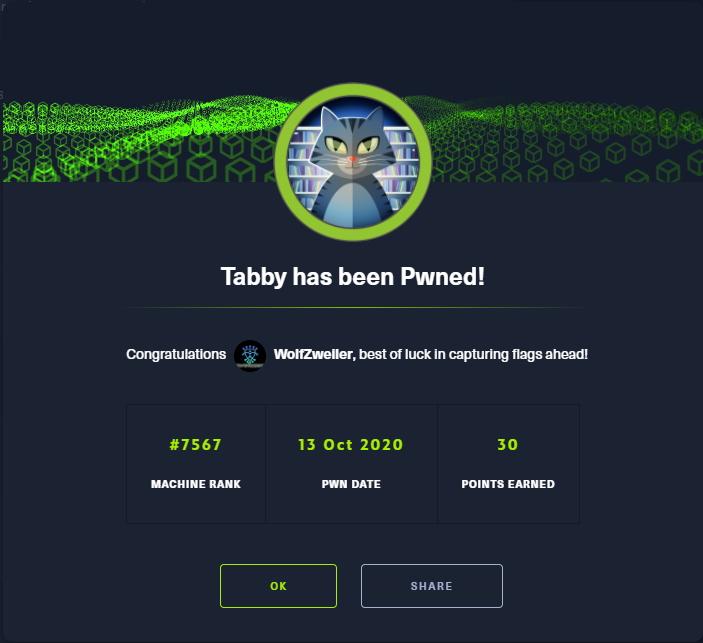 Tabby has been Pwned!
Congratulations WolfZweiler, best of luck in capturing flags ahead!
#7567 13 Oct 2020 30
MACHINE RANK PWN DATE POINTS EARNED
OK SHARE